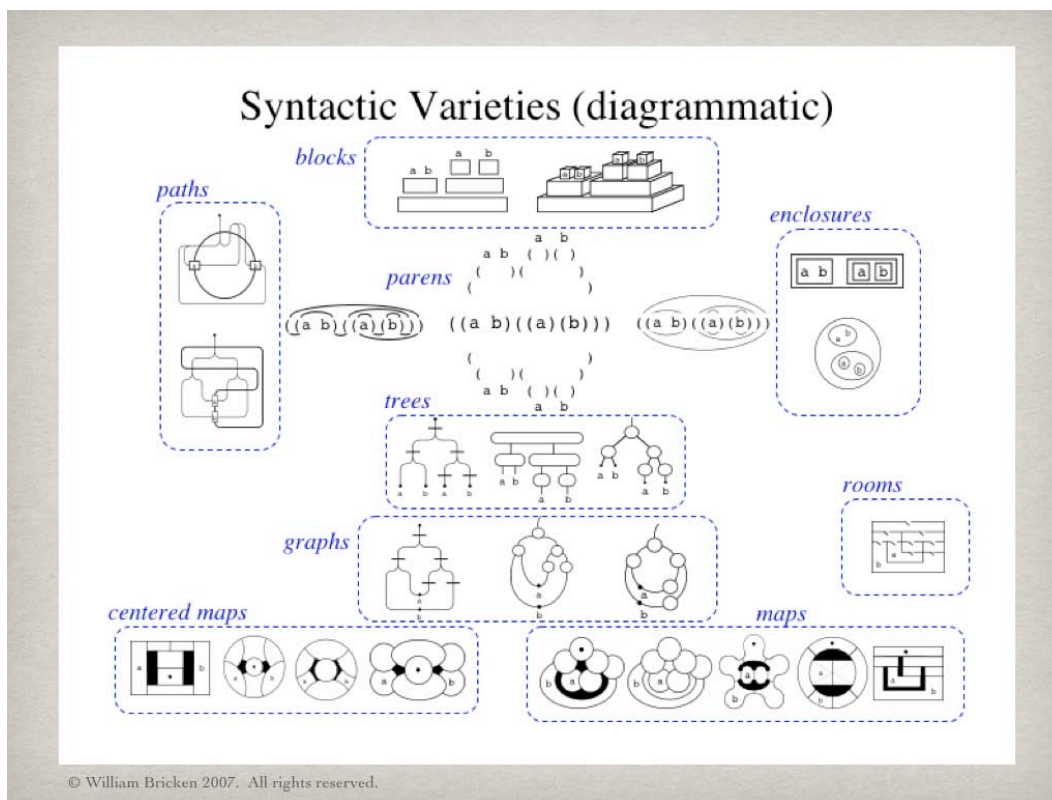 Syntactic Varieties (diagrammatic)
blocks
a b
a b
paths
enclosures
a b
a b
a b ( )( )
( )( )
( )
parens
((a b)((a)(b)))
((a b)((a)(b)))
((a b)((a)(b)))
a b
a b
( )
( )( )
a b ( )( )
a b
trees
a b a b
a b
a b
a b
a b
rooms
a
b
graphs
a
b
a
b
a
b
centered maps
maps
a b
a b
a b
b
a
b
a
a
a
b
a
b
© William Bricken 2007. All rights reserved.